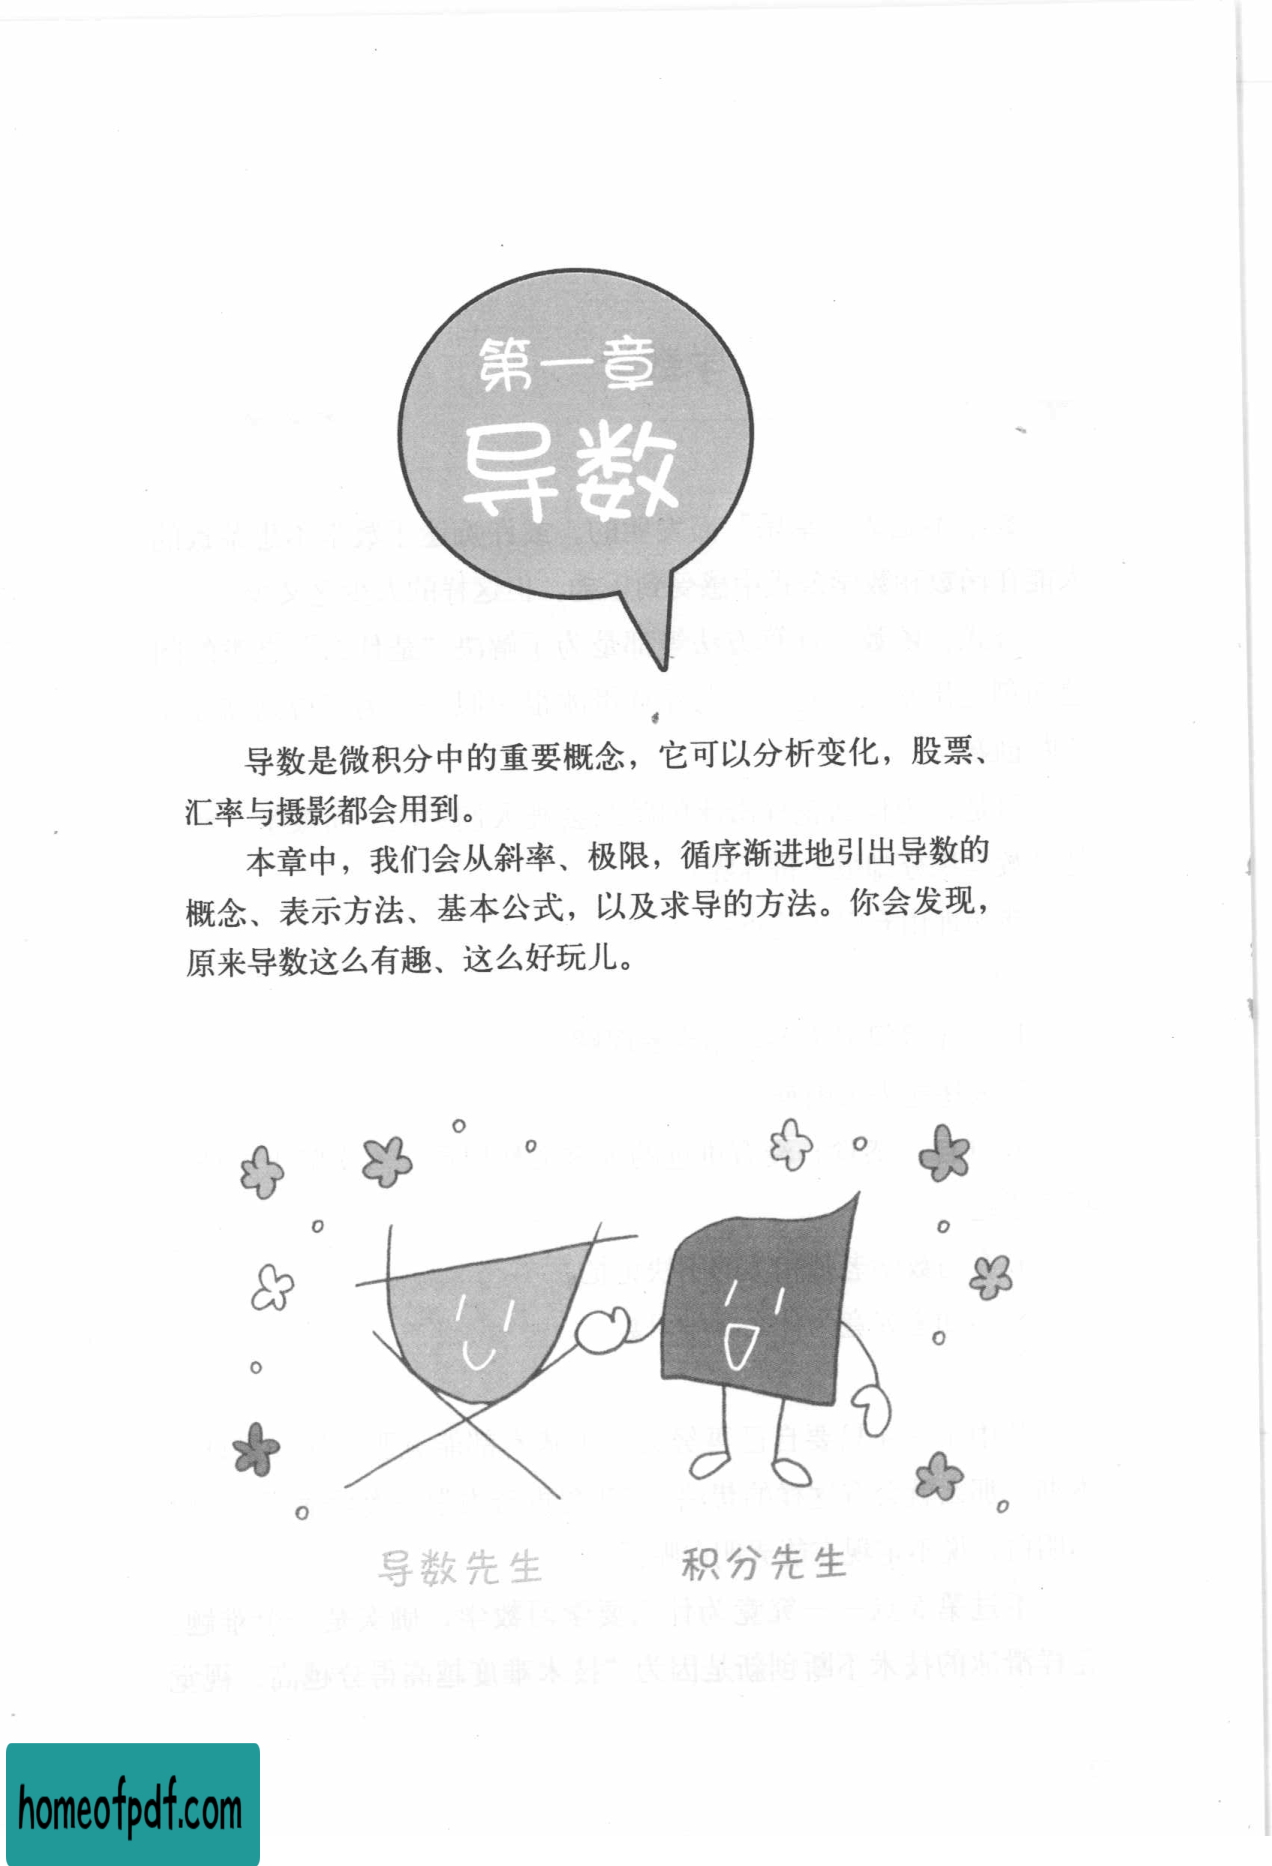 第一章
导数
导数是微积分中的重要概念，它可以分析变化，股票、
汇率与摄影都会用到。
本章中，我们会从斜率、极限，循序渐进地引出导数的
概念、表示方法、基本公式，以及求导的方法。你会发现，
原来导数这么有趣、这么好玩儿。
导数先生
积分先生
homeofpdf.com